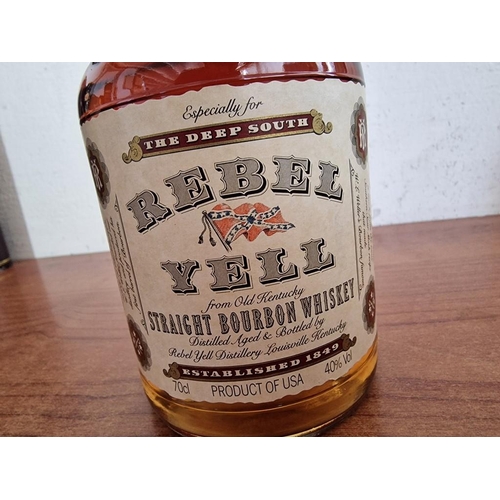 Especially for
THE DEEP SOUTH
REBEL
YELL
from Old Kentucky
STRAIGHT BOURBON WHISKEY
Distilled Aged & Bottled by
Rebel Yell Distillery Louisville Kentucky
ESTABLISHED 1849
70cl PRODUCT OF USA 40% Vol